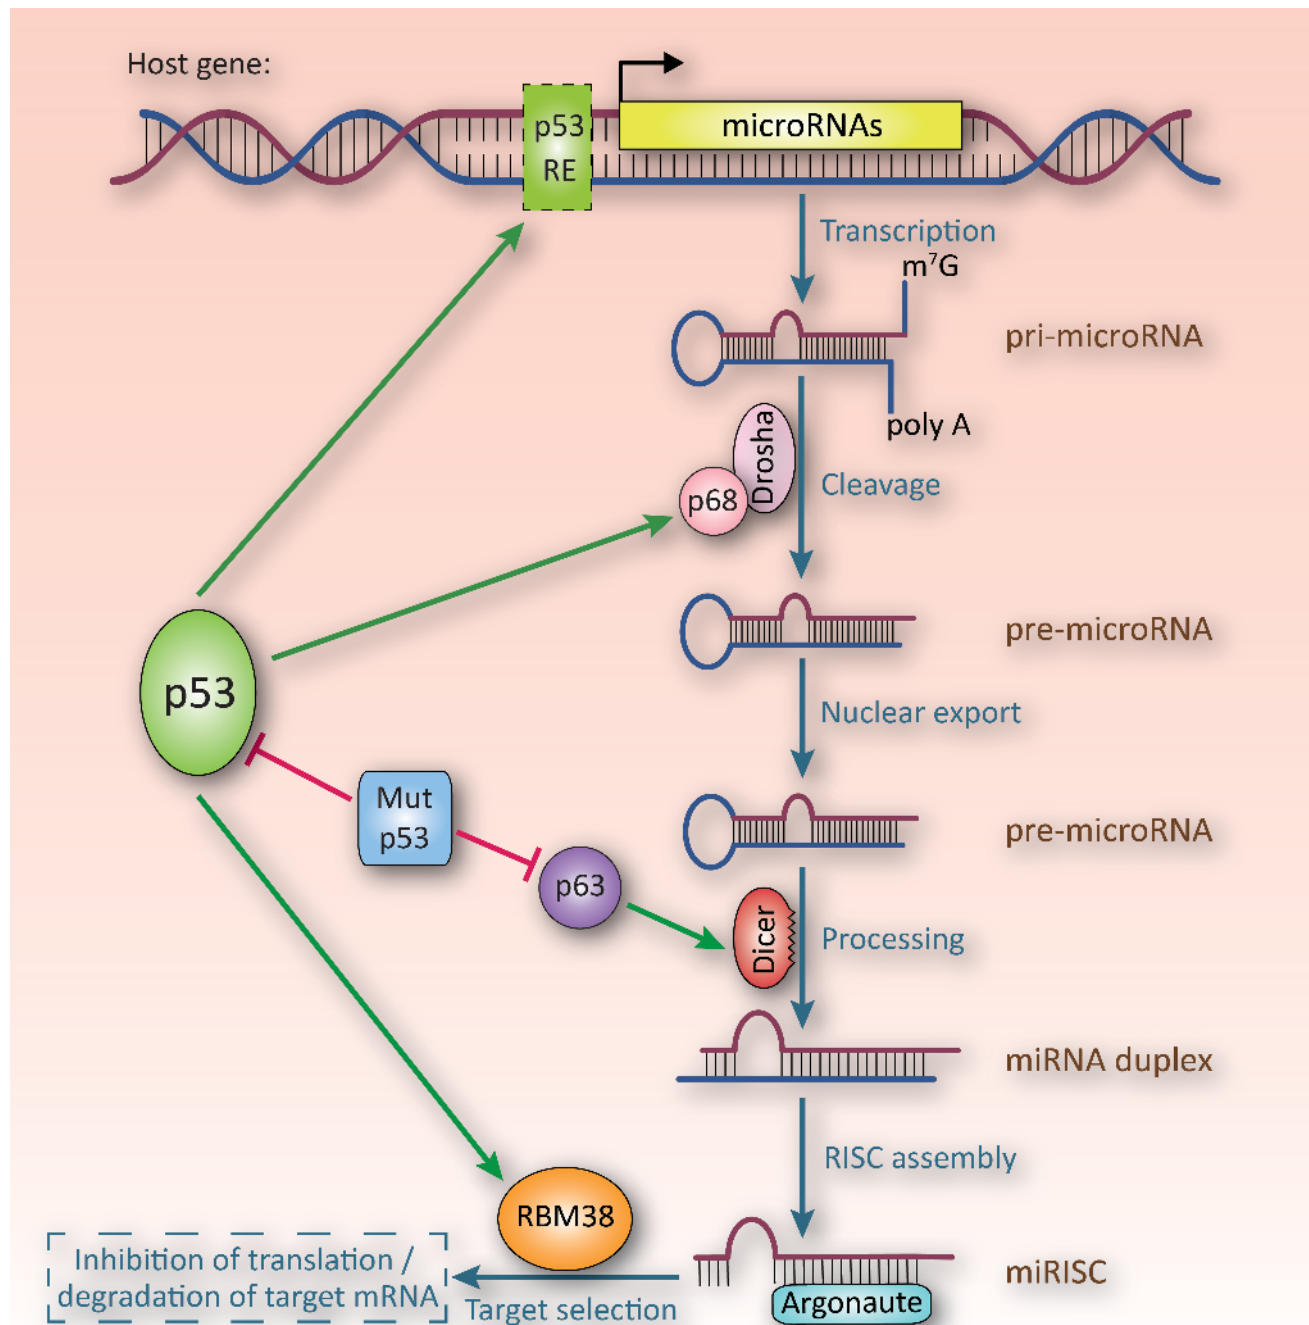 Host gene:
p53
RE
microRNAs
Transcription
m⁷G
pri-microRNA
poly A
Drosha
p68
Cleavage
pre-microRNA
p53
Nuclear export
Mut
p53
pre-microRNA
p63
Dicer
Processing
miRNA duplex
RISC assembly
RBM38
Inhibition of translation /
degradation of target mRNA
Target selection
miRISC
Argonaute